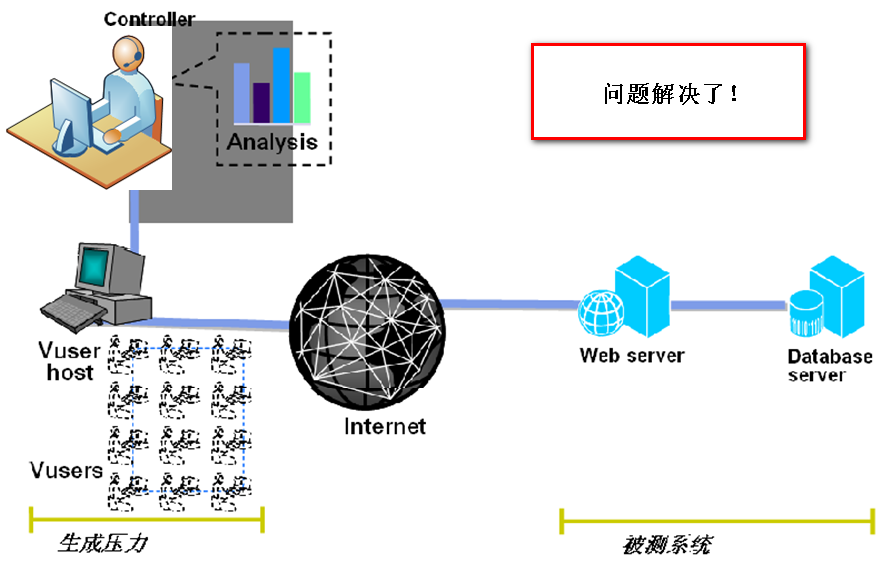 Controller
问题解决了！
Analysis
Vuser
host
Vusers
Internet
Web server
Database
server
生成压力
被测系统